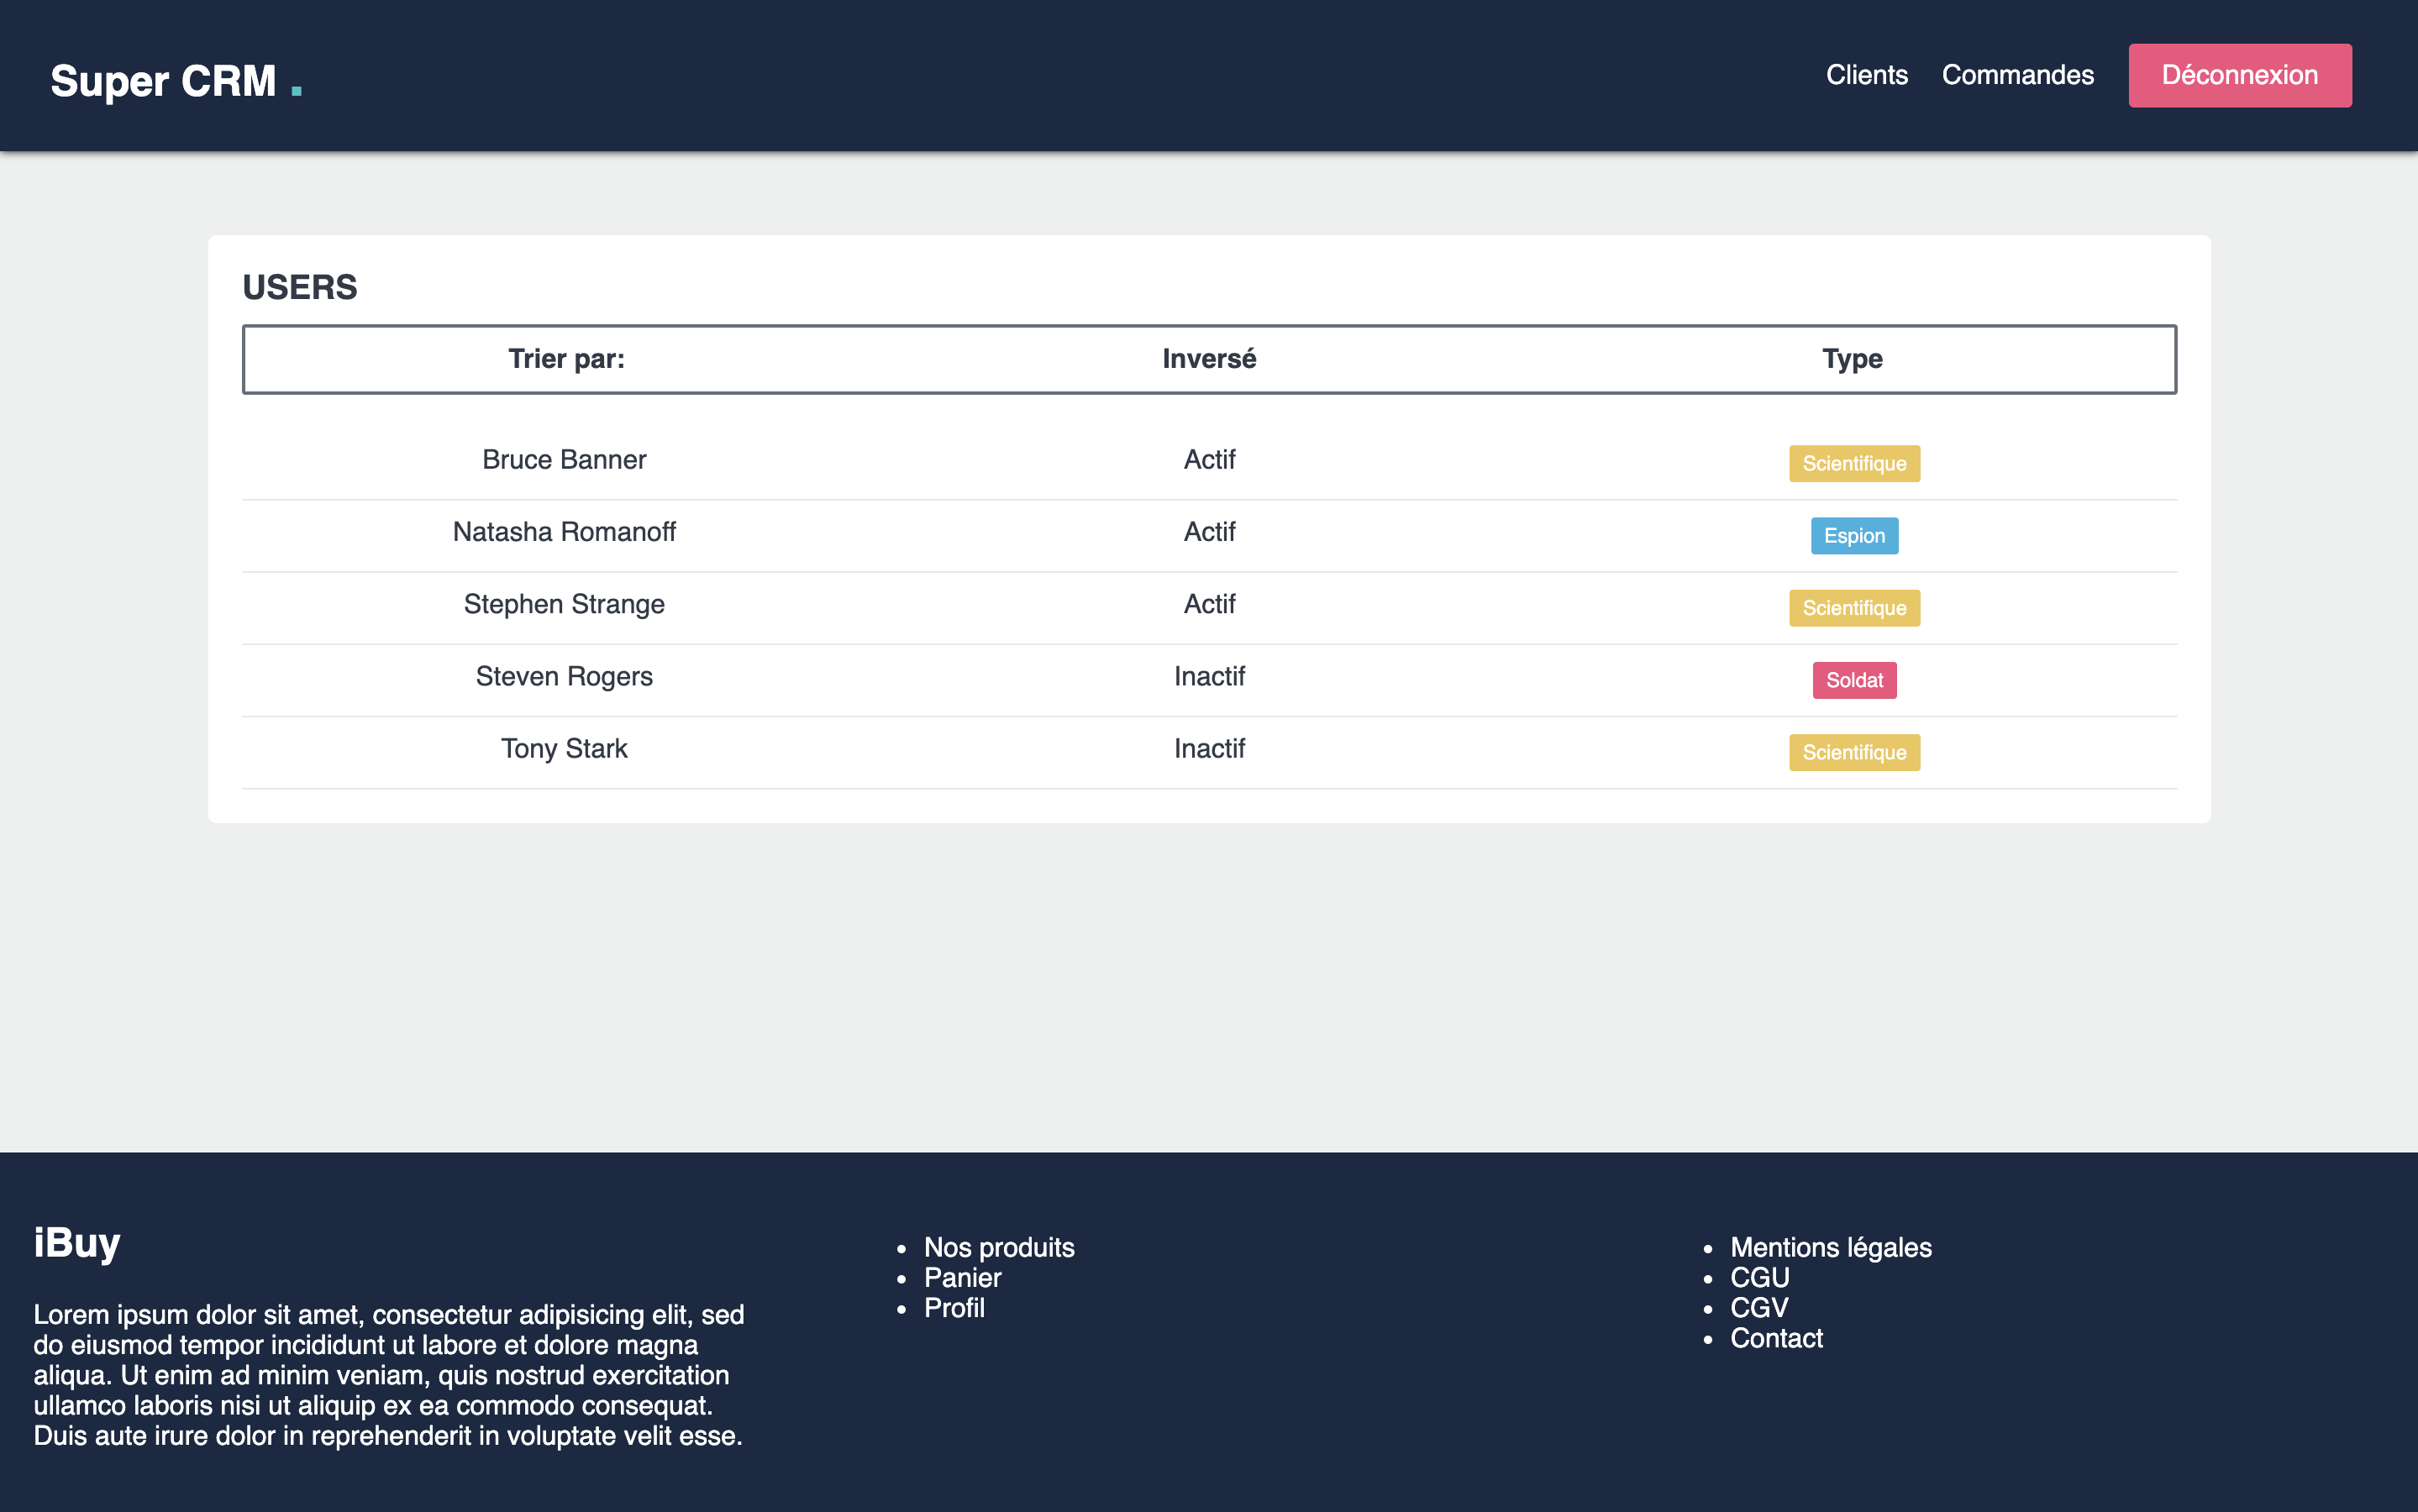 Super CRM .
Clients Commandes Déconnexion
USERS
Trier par: Inversé Type
Bruce Banner Actif Scientifique
Natasha Romanoff Actif Espion
Stephen Strange Actif Scientifique
Steven Rogers Inactif Soldat
Tony Stark Inactif Scientifique
iBuy
Lorem ipsum dolor sit amet, consectetur adipisicing elit, sed
do eiusmod tempor incididunt ut labore et dolore magna
aliqua. Ut enim ad minim veniam, quis nostrud exercitation
ullamco laboris nisi ut aliquip ex ea commodo consequat.
Duis aute irure dolor in reprehenderit in voluptate velit esse.
Nos produits
Panier
Profil
Mentions légales
CGU
CGV
Contact